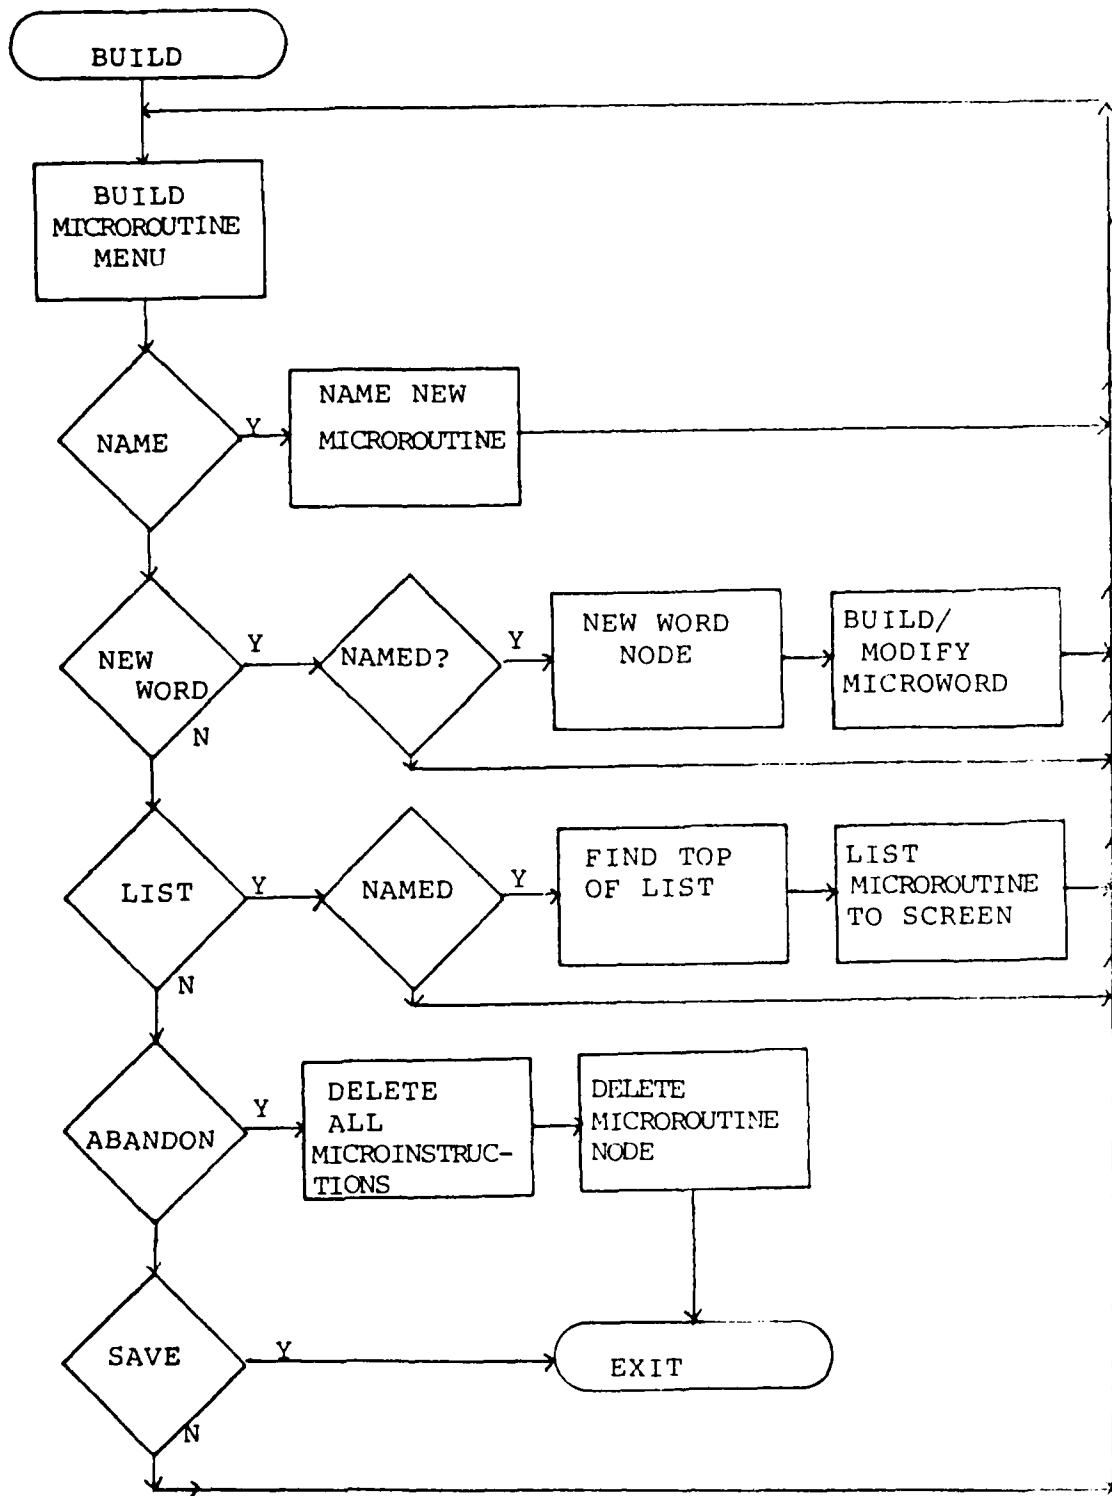 BUILD
BUILD
MICROROUTINE
MENU
NAME
Y
NAME NEW
MICROROUTINE
NEW
WORD
Y
N
NAMED?
Y
NEW WORD
NODE
BUILD/
MODIFY
MICROWORD
LIST
Y
N
NAMED
Y
FIND TOP
OF LIST
LIST
MICROROUTINE
TO SCREEN
ABANDON
Y
DELETE
ALL
MICROINSTRUC-
TIONS
DELETE
MICROROUTINE
NODE
SAVE
Y
N
EXIT